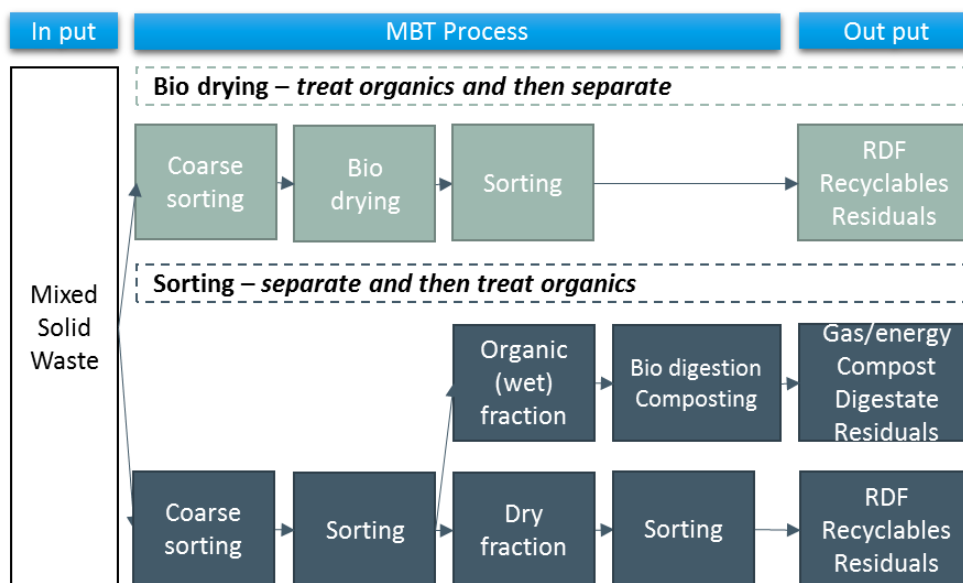 In put
MBT Process
Out put
Bio drying – treat organics and then separate
Coarse
sorting
Bio
drying
Sorting
RDF
Recyclables
Residuals
Sorting – separate and then treat organics
Mixed
Solid
Waste
Organic
(wet)
fraction
Bio digestion
Composting
Gas/energy
Compost
Digestate
Residuals
Coarse
sorting
Sorting
Dry
fraction
Sorting
RDF
Recyclables
Residuals